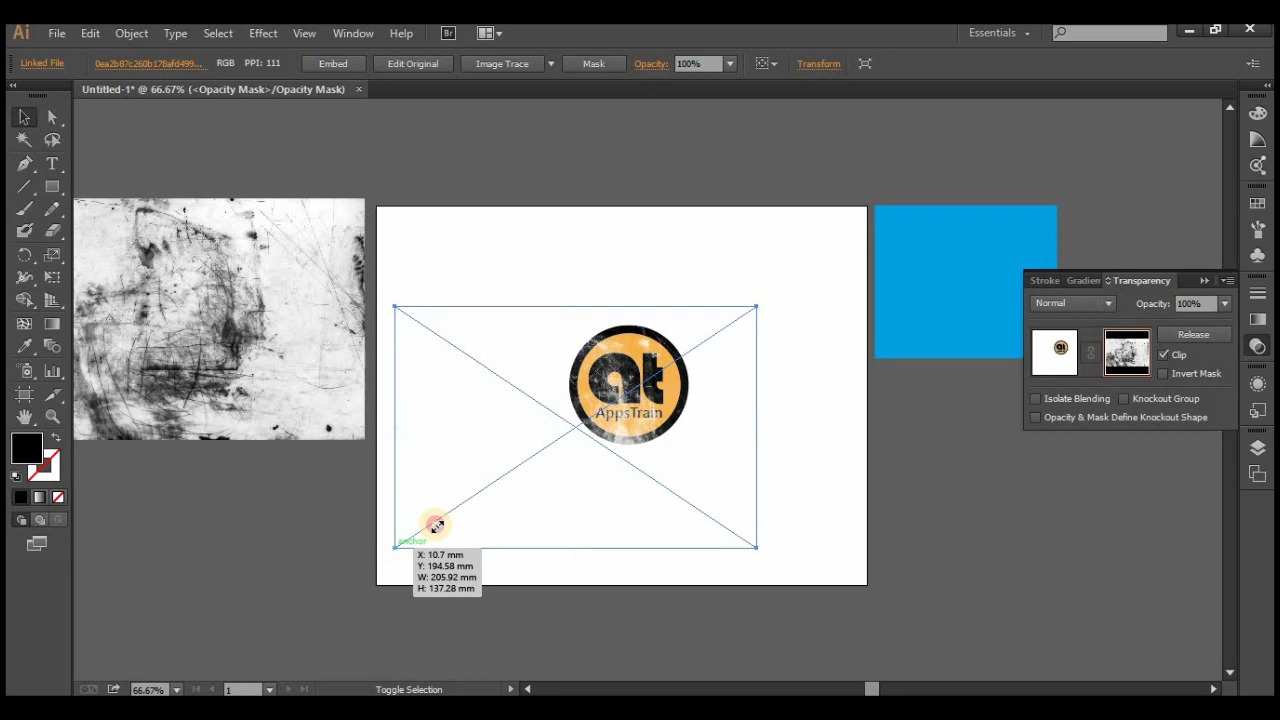 Ai File Edit Object Type Select Effect View Window Help Br Essentials
Linked File 0ea2b87c260b178afd499... RGB PPI: 111 Embed Edit Original Image Trace Mask Opacity: 100% Transform
Untitled-1* @ 66.67% (<Opacity Mask>/Opacity Mask) ×
Stroke Gradien Transparency
Normal Opacity: 100%
Release
Clip
Invert Mask
Isolate Blending Knockout Group
Opacity & Mask Define Knockout Shape
at
AppsTrain
anchor
X: 10.7 mm
Y: 194.58 mm
W: 205.92 mm
H: 137.28 mm
66.67% 1 Toggle Selection